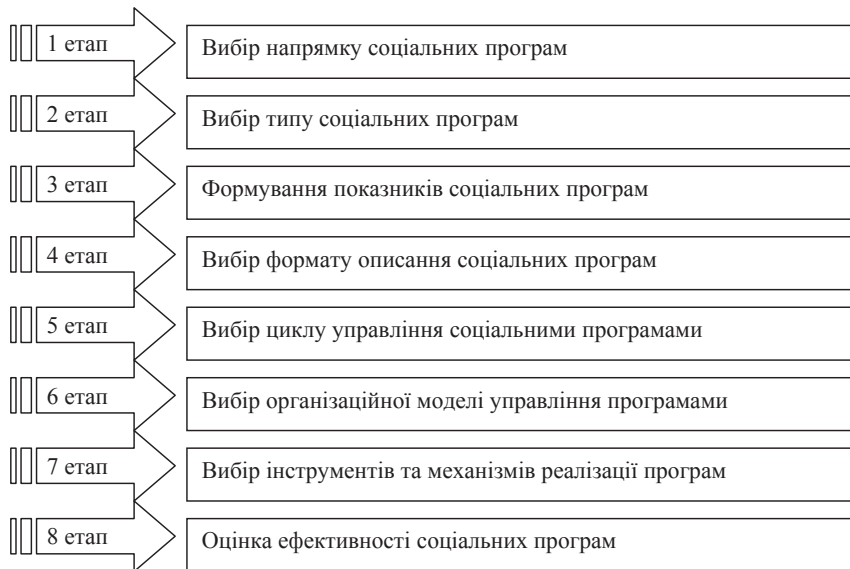 1 етап
Вибір напрямку соціальних програм
2 етап
Вибір типу соціальних програм
3 етап
Формування показників соціальних програм
4 етап
Вибір формату описання соціальних програм
5 етап
Вибір циклу управління соціальними програмами
6 етап
Вибір організаційної моделі управління програмами
7 етап
Вибір інструментів та механізмів реалізації програм
8 етап
Оцінка ефективності соціальних програм